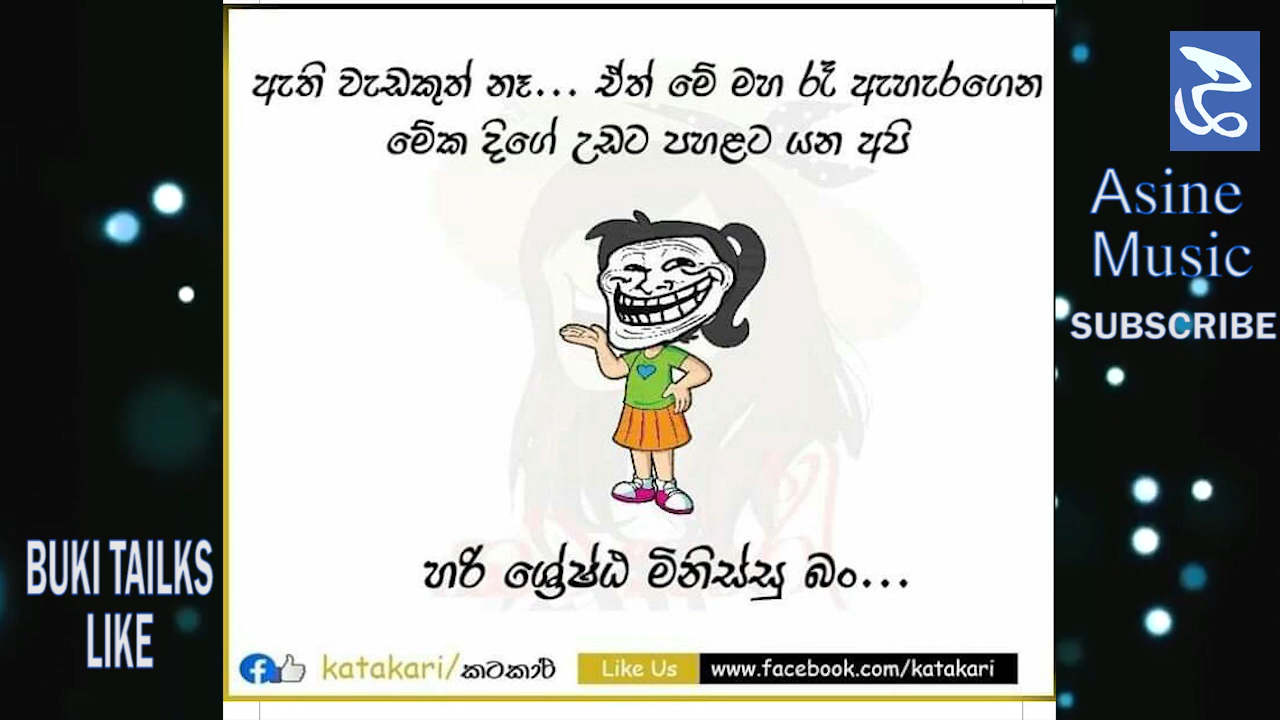 ඇති වැඩකුත් නෑ... ඒත් මේ මහ රෑ ඇහැරගෙන
මේක දිගේ උඩට පහළට යන අපි
හරි ශ්‍රේෂ්ඨ මිනිස්සු බං...
katakari/කටකාරි
Like Us
www.facebook.com/katakari
Asine
Music
SUBSCRIBE
BUKI TAILKS
LIKE